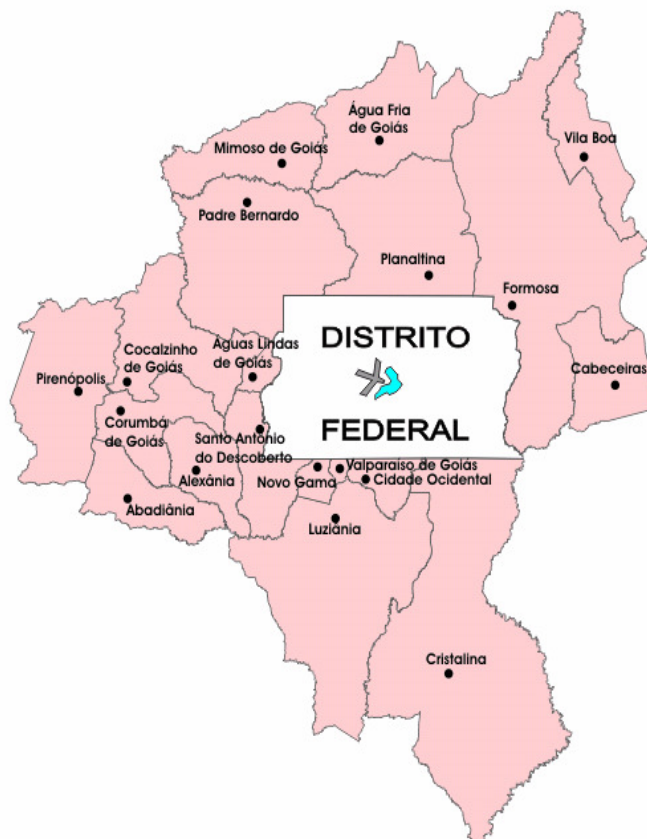 Água Fria
de Goiás
Mimoso de Goiás
Vila Boa
Padre Bernardo
Planaltina
Formosa
DISTRITO
FEDERAL
Águas Lindas
de Goiás
Cocalzinho
de Goiás
Pirenópolis
Cabeceiras
Corumbá
de Goiás
Santo Antônio
do Descoberto
Alexânia
Novo Gama
Valparaiso de Goiás
Cidade Ocidental
Abadiânia
Luziânia
Cristalina